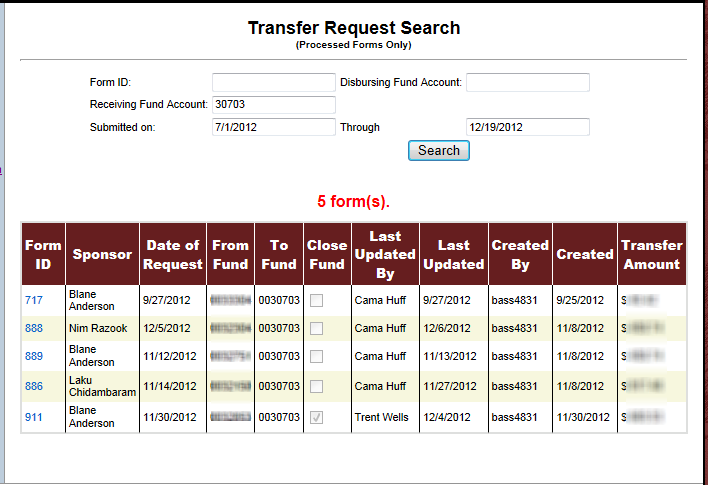 Transfer Request Search
(Processed Forms Only)
Form ID: Disbursing Fund Account:
Receiving Fund Account: 30703
Submitted on: 7/1/2012 Through 12/19/2012
Search
5 form(s).
Form ID Sponsor Date of Request From Fund To Fund Close Fund Last Updated By Last Updated Created By Created Transfer Amount
717 Blane Anderson 9/27/2012 0030703 Cama Huff 9/27/2012 bass4831 9/25/2012 $
888 Nim Razook 12/5/2012 0030703 Cama Huff 12/6/2012 bass4831 11/8/2012 $
889 Blane Anderson 11/12/2012 0030703 Cama Huff 11/13/2012 bass4831 11/8/2012 $
886 Laku Chidambaram 11/14/2012 0030703 Cama Huff 11/27/2012 bass4831 11/8/2012 $
911 Blane Anderson 11/30/2012 0030703 Trent Wells 12/4/2012 bass4831 11/30/2012 $